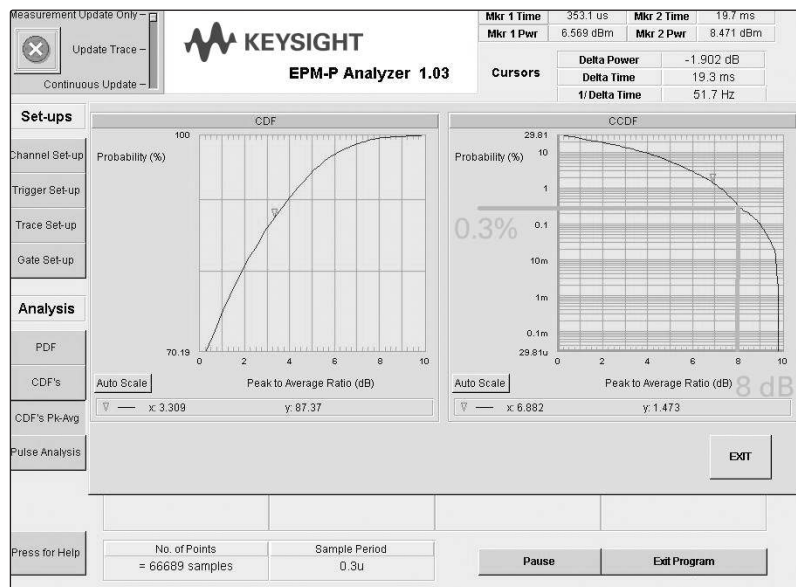 Measurement Update Only
Update Trace
Continuous Update
KEYSIGHT
EPM-P Analyzer 1.03
Mkr 1 Time 353.1 us Mkr 2 Time 19.7 ms
Mkr 1 Pwr 6.569 dBm Mkr 2 Pwr 8.471 dBm
Cursors
Delta Power -1.902 dB
Delta Time 19.3 ms
1/Delta Time 51.7 Hz
Set-ups
Channel Set-up
Trigger Set-up
Trace Set-up
Gate Set-up
Analysis
PDF
CDF's
CDF's Pk-Avg
Pulse Analysis
Press for Help
CDF
Probability (%)
100
70.19
0 2 4 6 8 10
Auto Scale
Peak to Average Ratio (dB)
x: 3.309 y: 87.37
CCDF
Probability (%)
29.81
10
1
0.1
10m
1m
0.1m
29.81u
0.3%
0 2 4 6 8 10
Auto Scale
Peak to Average Ratio (dB)
8 dB
x: 6.882 y: 1.473
EXIT
No. of Points
= 66689 samples
Sample Period
0.3u
Pause
Exit Program